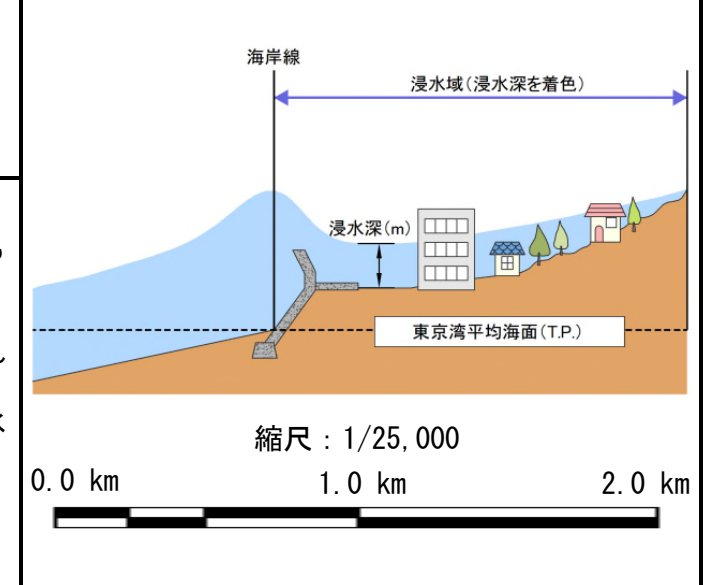 海岸線
浸水域（浸水深を着色）
浸水深（m）
東京湾平均海面（T.P.）
縮尺：1/25,000
0.0 km 1.0 km 2.0 km